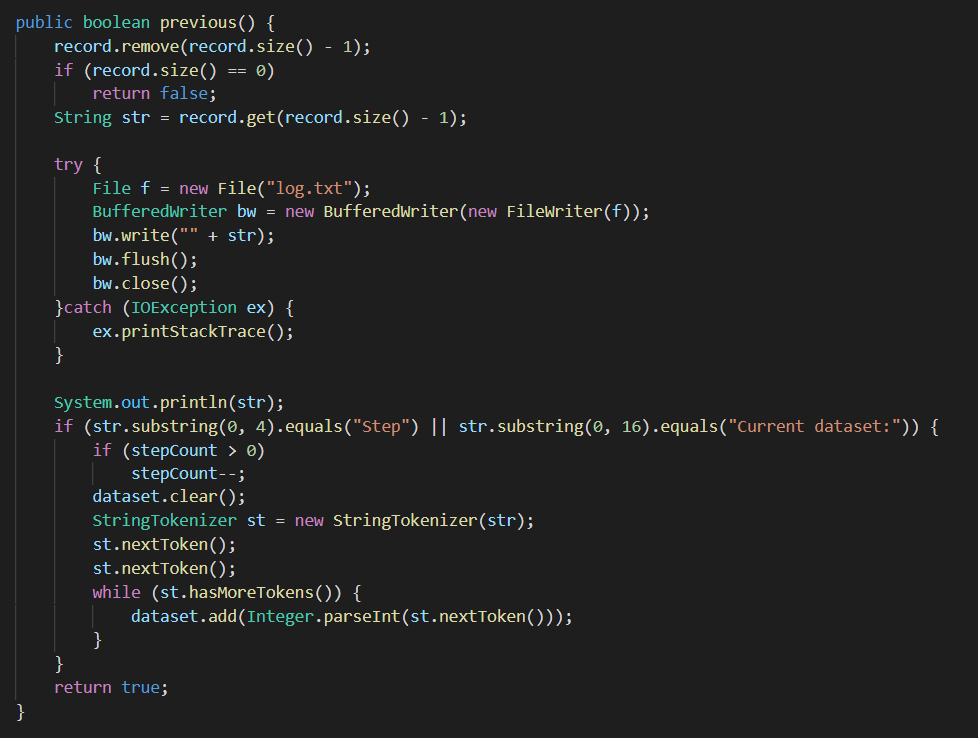 public boolean previous() {
    record.remove(record.size() - 1);
    if (record.size() == 0)
        return false;
    String str = record.get(record.size() - 1);

    try {
        File f = new File("log.txt");
        BufferedWriter bw = new BufferedWriter(new FileWriter(f));
        bw.write("" + str);
        bw.flush();
        bw.close();
    }catch (IOException ex) {
        ex.printStackTrace();
    }

    System.out.println(str);
    if (str.substring(0, 4).equals("Step") || str.substring(0, 16).equals("Current dataset:")) {
        if (stepCount > 0)
            stepCount--;
        dataset.clear();
        StringTokenizer st = new StringTokenizer(str);
        st.nextToken();
        st.nextToken();
        while (st.hasMoreTokens()) {
            dataset.add(Integer.parseInt(st.nextToken()));
        }
    }
    return true;
}